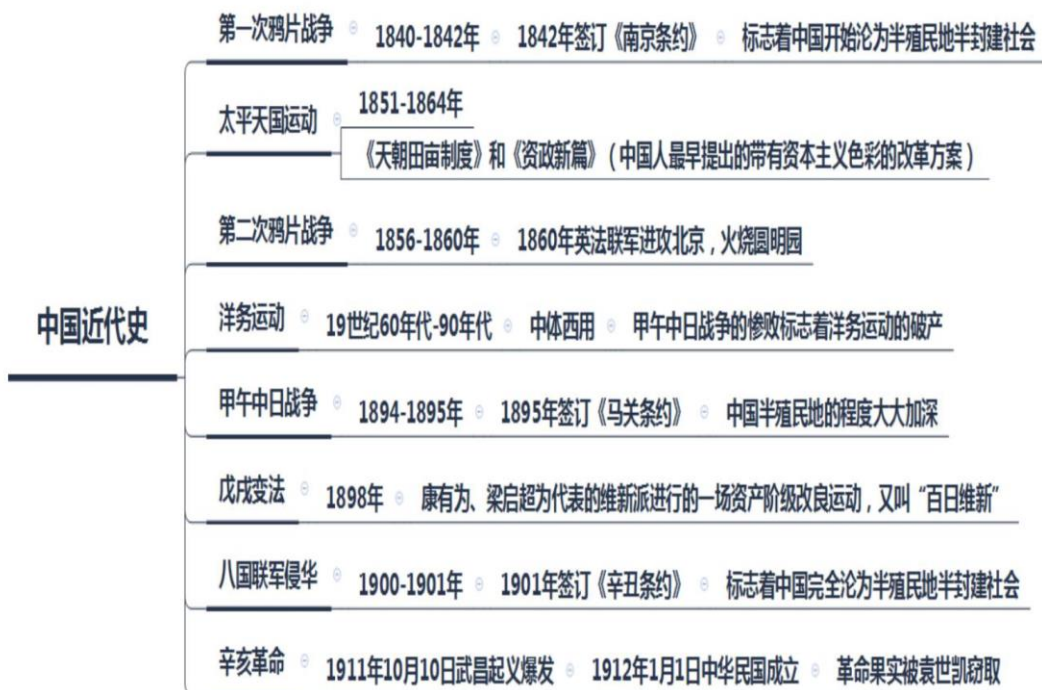 第一次鸦片战争 1840-1842年 1842年签订《南京条约》 标志着中国开始沦为半殖民地半封建社会
太平天国运动
1851-1864年
《天朝田亩制度》和《资政新篇》(中国人最早提出的带有资本主义色彩的改革方案)
第二次鸦片战争 1856-1860年 1860年英法联军进攻北京,火烧圆明园
中国近代史
洋务运动 19世纪60年代-90年代 中体西用 甲午中日战争的惨败标志着洋务运动的破产
甲午中日战争 1894-1895年 1895年签订《马关条约》 中国半殖民地的程度大大加深
戊戌变法 1898年 康有为、梁启超为代表的维新派进行的一场资产阶级改良运动,又叫“百日维新”
八国联军侵华 1900-1901年 1901年签订《辛丑条约》 标志着中国完全沦为半殖民地半封建社会
辛亥革命 1911年10月10日武昌起义爆发 1912年1月1日中华民国成立 革命果实被袁世凯窃取